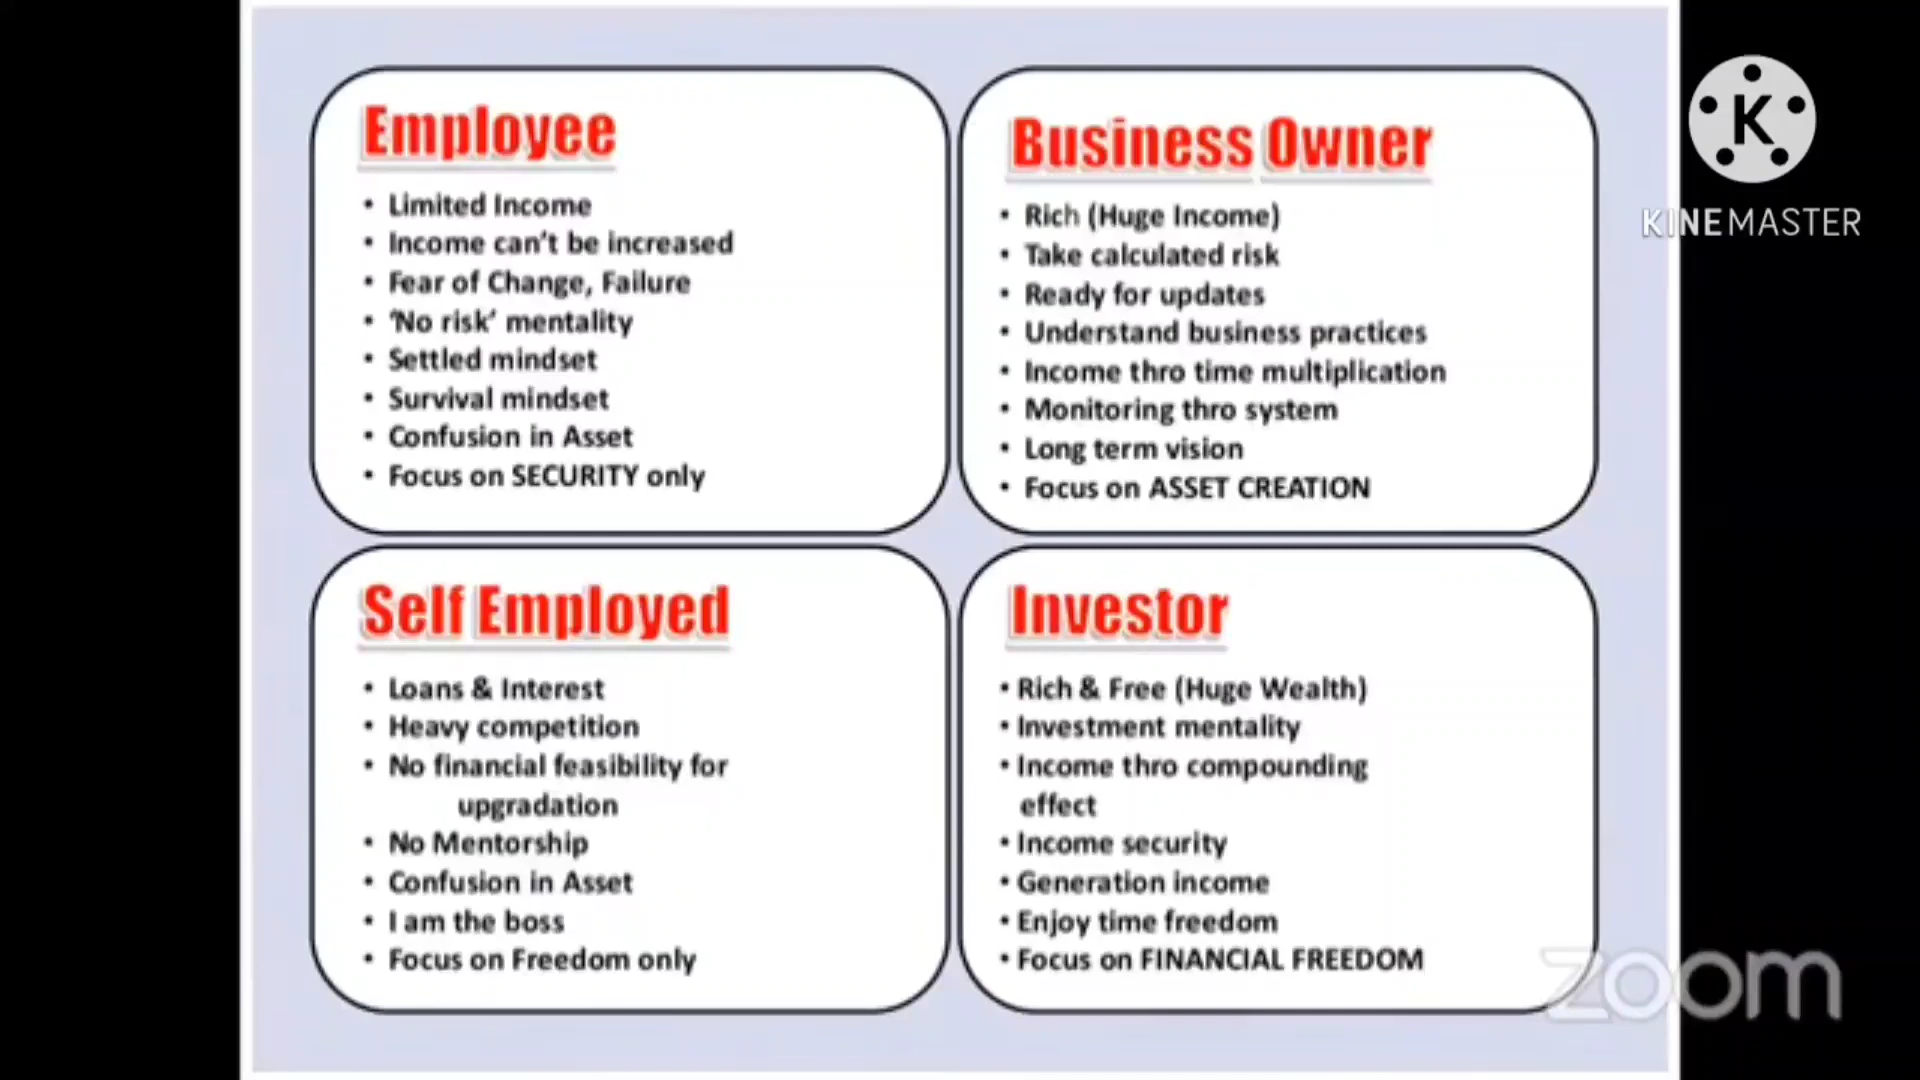 Employee
• Limited Income
• Income can't be increased
• Fear of Change, Failure
• 'No risk' mentality
• Settled mindset
• Survival mindset
• Confusion in Asset
• Focus on SECURITY only
Business Owner
• Rich (Huge Income)
• Take calculated risk
• Ready for updates
• Understand business practices
• Income thro time multiplication
• Monitoring thro system
• Long term vision
• Focus on ASSET CREATION
Self Employed
• Loans & Interest
• Heavy competition
• No financial feasibility for
upgradation
• No Mentorship
• Confusion in Asset
• I am the boss
• Focus on Freedom only
Investor
• Rich & Free (Huge Wealth)
• Investment mentality
• Income thro compounding
effect
• Income security
• Generation income
• Enjoy time freedom
• Focus on FINANCIAL FREEDOM
K
KINEMASTER
zoom